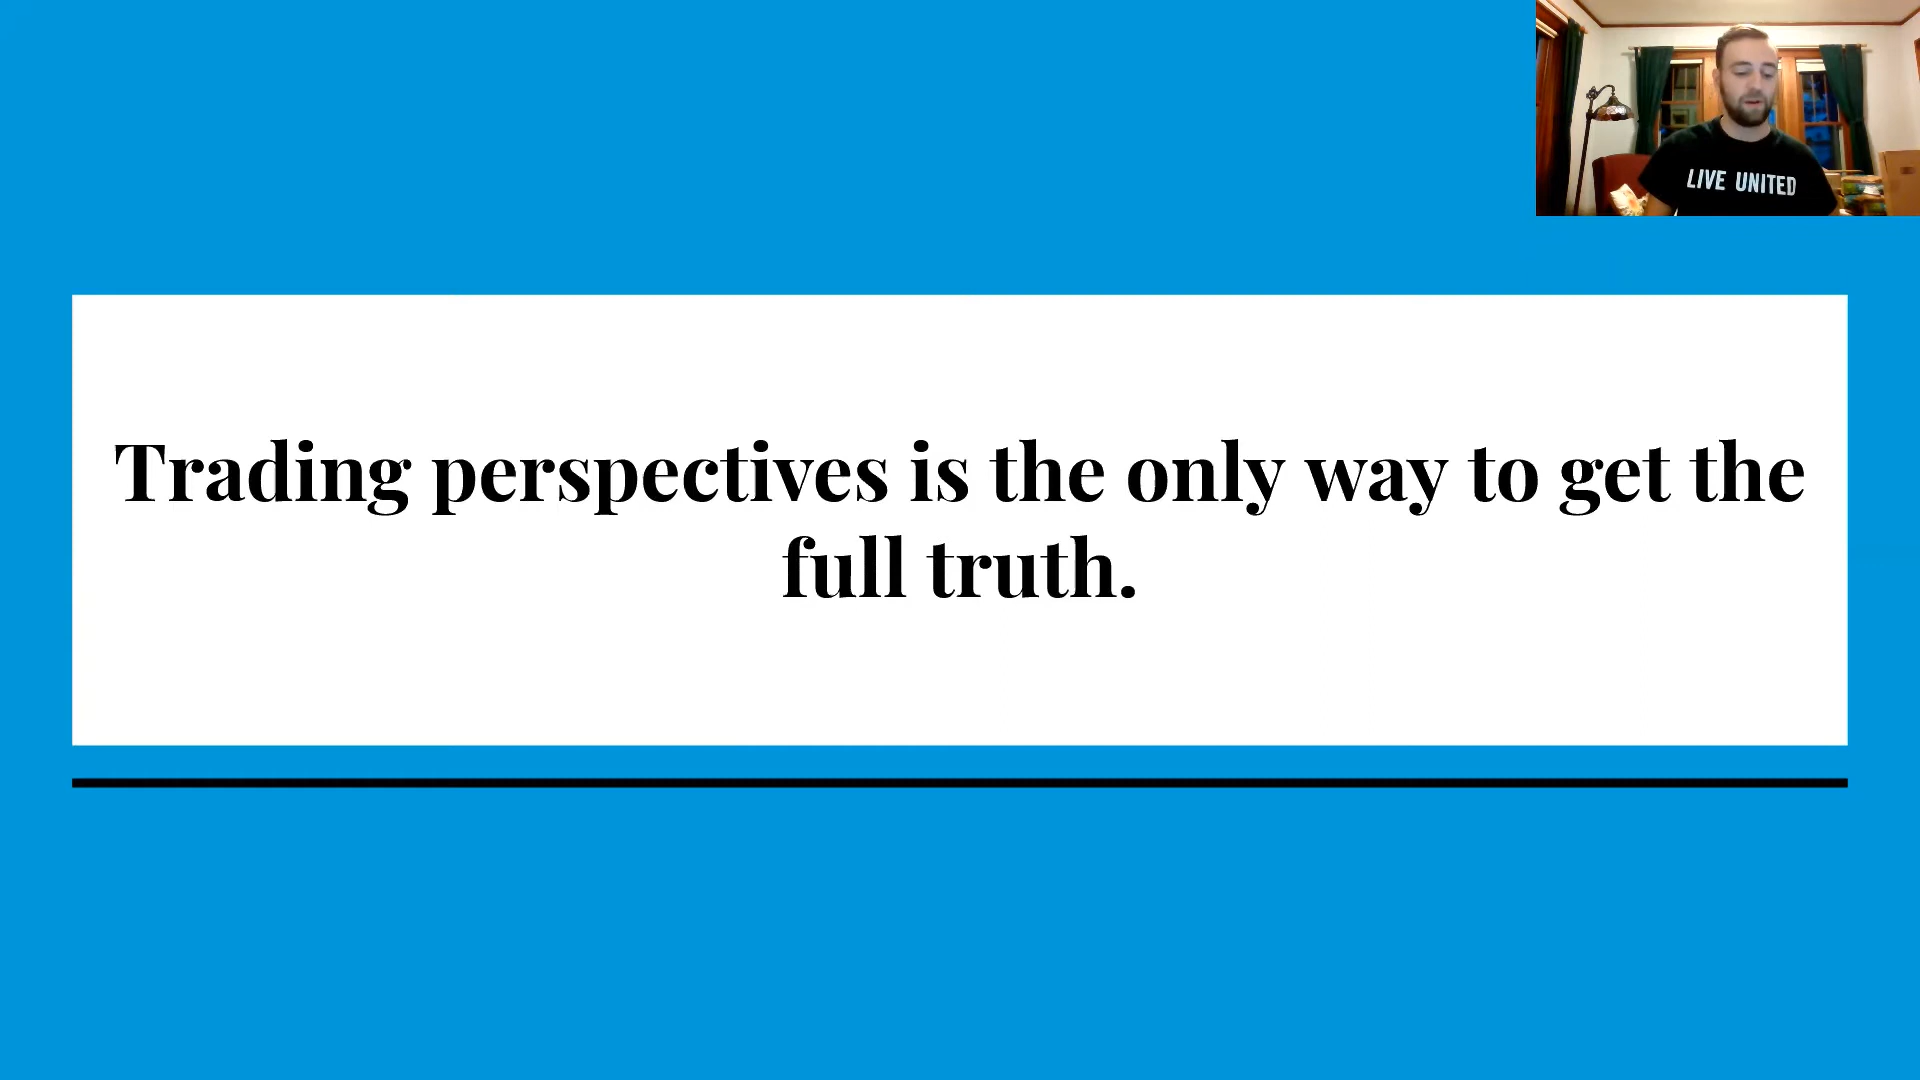 LIVE UNITED
Trading perspectives is the only way to get the
full truth.